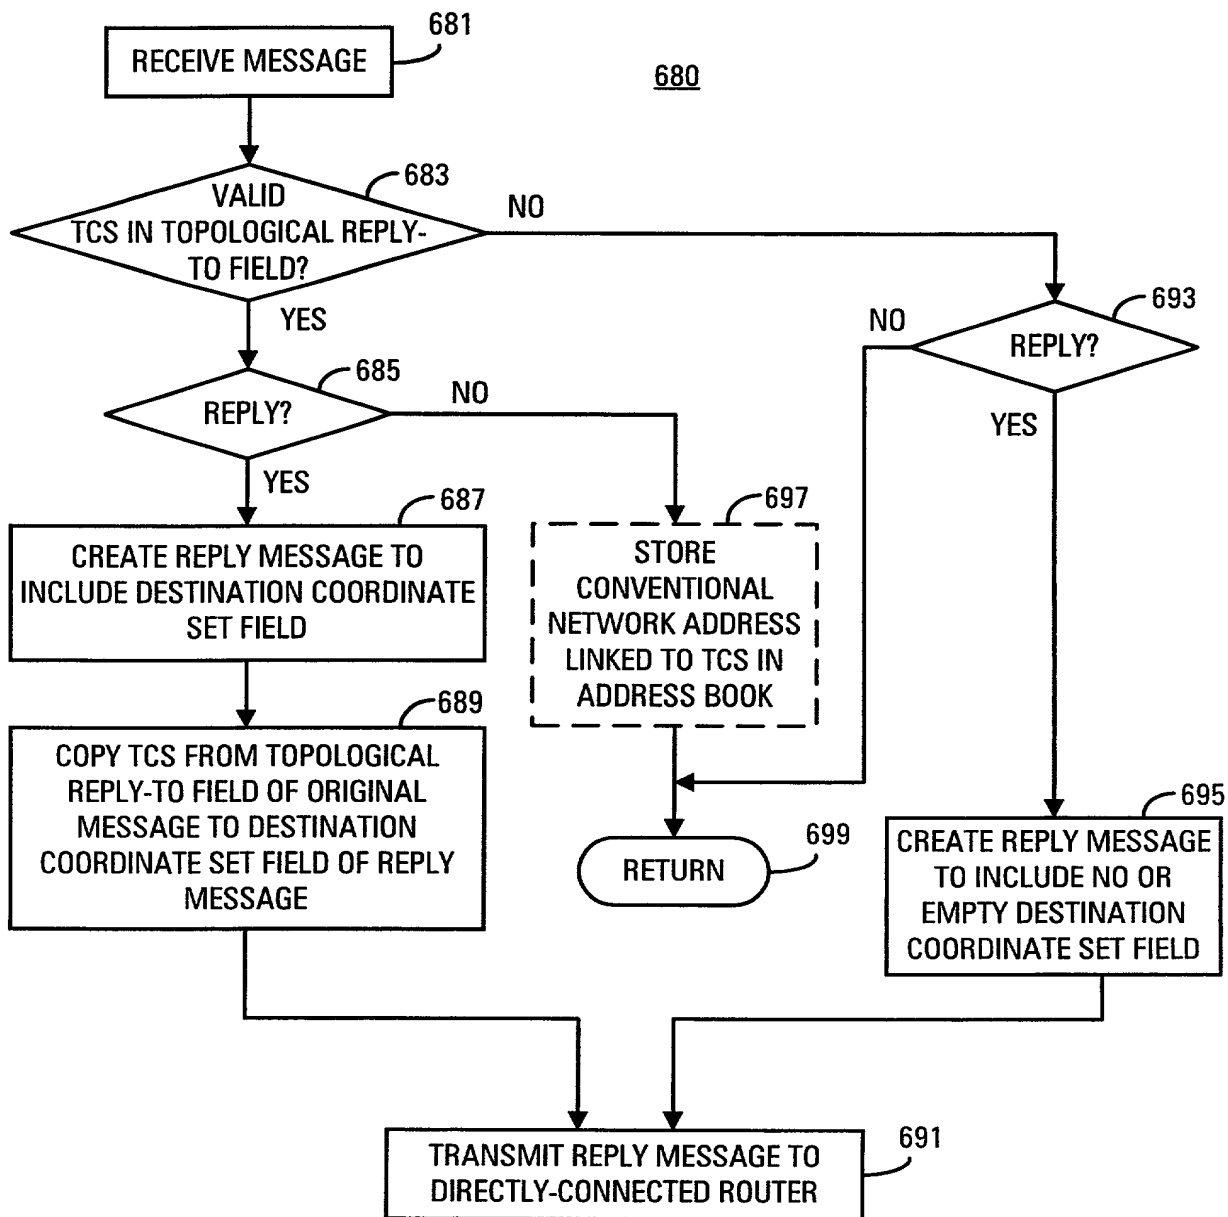 681
RECEIVE MESSAGE
680
683
VALID
TCS IN TOPOLOGICAL REPLY-
TO FIELD?
NO
YES
693
NO
REPLY?
YES
685
REPLY?
NO
YES
687
CREATE REPLY MESSAGE TO
INCLUDE DESTINATION COORDINATE
SET FIELD
697
STORE
CONVENTIONAL
NETWORK ADDRESS
LINKED TO TCS IN
ADDRESS BOOK
689
COPY TCS FROM TOPOLOGICAL
REPLY-TO FIELD OF ORIGINAL
MESSAGE TO DESTINATION
COORDINATE SET FIELD OF REPLY
MESSAGE
699
RETURN
695
CREATE REPLY MESSAGE
TO INCLUDE NO OR
EMPTY DESTINATION
COORDINATE SET FIELD
691
TRANSMIT REPLY MESSAGE TO
DIRECTLY-CONNECTED ROUTER